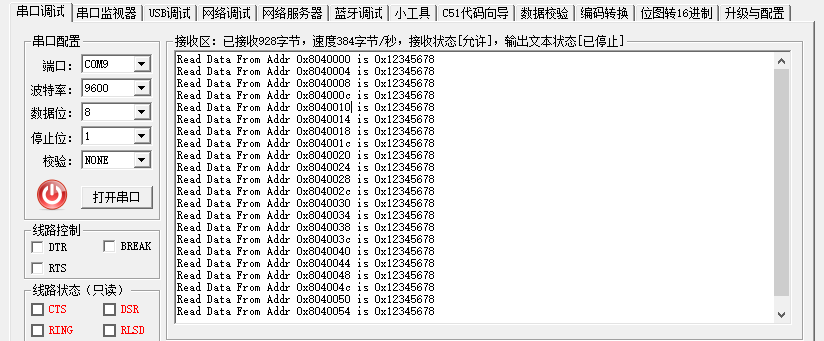 串口调试 串口监视器 USB调试 网络调试 网络服务器 蓝牙调试 小工具 C51代码向导 数据校验 编码转换 位图转16进制 升级与配置
串口配置
端口: COM9
波特率: 9600
数据位: 8
停止位: 1
校验: NONE
打开串口
线路控制
DTR BREAK
RTS
线路状态（只读）
CTS DSR
RING RLSD
接收区: 已接收928字节，速度384字节/秒，接收状态[允许]，输出文本状态[已停止]
Read Data From Addr 0x8040000 is 0x12345678
Read Data From Addr 0x8040004 is 0x12345678
Read Data From Addr 0x8040008 is 0x12345678
Read Data From Addr 0x804000c is 0x12345678
Read Data From Addr 0x8040010 is 0x12345678
Read Data From Addr 0x8040014 is 0x12345678
Read Data From Addr 0x8040018 is 0x12345678
Read Data From Addr 0x804001c is 0x12345678
Read Data From Addr 0x8040020 is 0x12345678
Read Data From Addr 0x8040024 is 0x12345678
Read Data From Addr 0x8040028 is 0x12345678
Read Data From Addr 0x804002c is 0x12345678
Read Data From Addr 0x8040030 is 0x12345678
Read Data From Addr 0x8040034 is 0x12345678
Read Data From Addr 0x8040038 is 0x12345678
Read Data From Addr 0x804003c is 0x12345678
Read Data From Addr 0x8040040 is 0x12345678
Read Data From Addr 0x8040044 is 0x12345678
Read Data From Addr 0x8040048 is 0x12345678
Read Data From Addr 0x804004c is 0x12345678
Read Data From Addr 0x8040050 is 0x12345678
Read Data From Addr 0x8040054 is 0x12345678